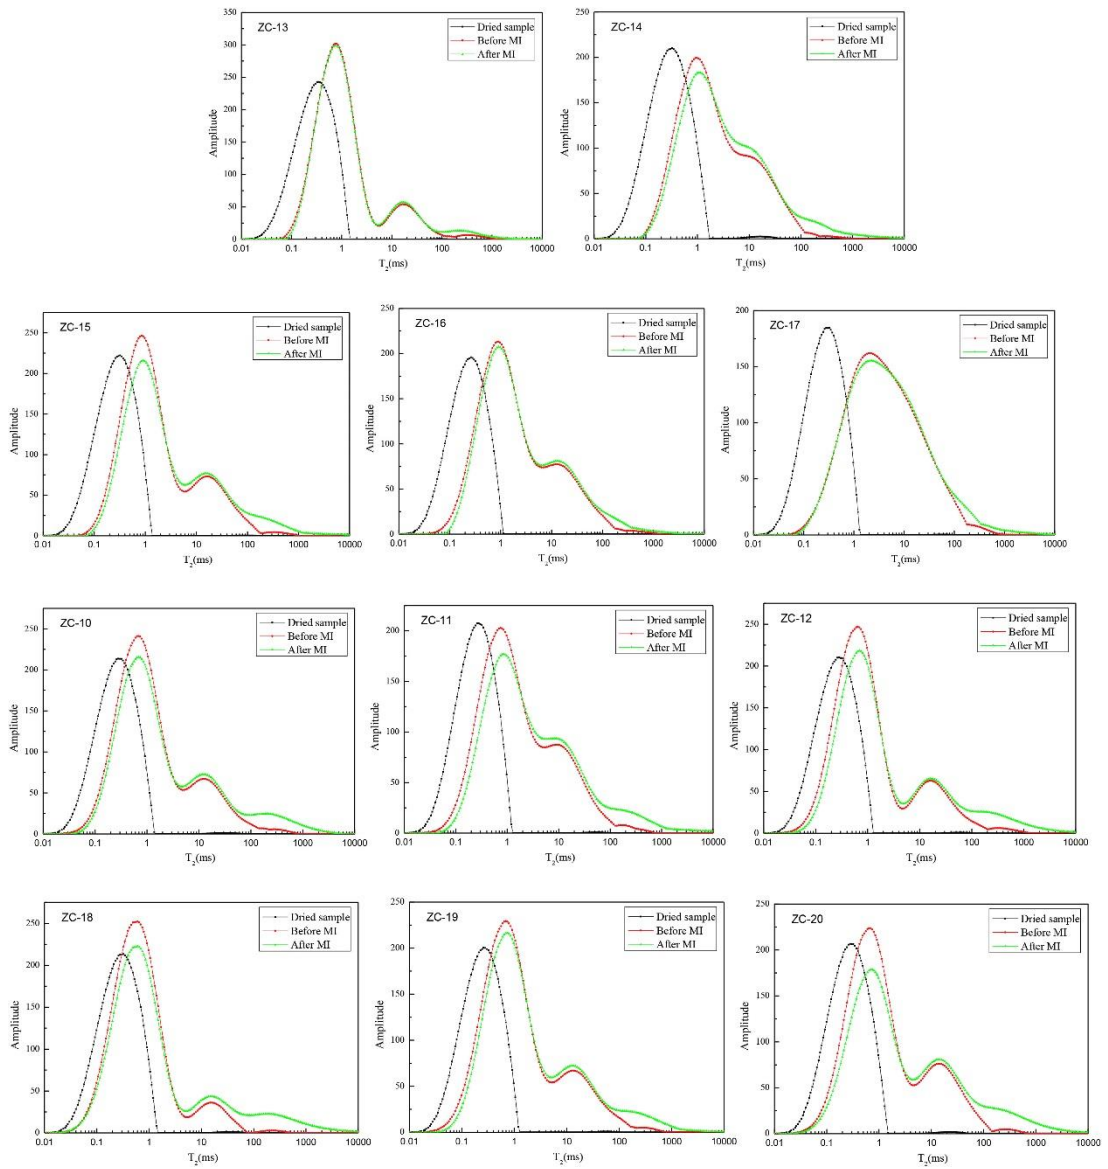 ZC-13
Dried sample
Before MI
After MI
350
300
250
200
150
100
50
0
Amplitude
0.01 0.1 1 10 100 1000 10000
T2(ms)
ZC-14
Dried sample
Before MI
After MI
250
200
150
100
50
0
Amplitude
0.01 0.1 1 10 100 1000 10000
T2(ms)
ZC-15
Dried sample
Before MI
After MI
250
200
150
100
50
0
Amplitude
0.01 0.1 1 10 100 1000 10000
T2(ms)
ZC-16
Dried sample
Before MI
After MI
250
200
150
100
50
0
Amplitude
0.01 0.1 1 10 100 1000 10000
T2(ms)
ZC-17
Dried sample
Before MI
After MI
200
150
100
50
0
Amplitude
0.01 0.1 1 10 100 1000 10000
T2(ms)
ZC-10
Dried sample
Before MI
After MI
250
200
150
100
50
0
Amplitude
0.01 0.1 1 10 100 1000 10000
T2(ms)
ZC-11
Dried sample
Before MI
After MI
200
150
100
50
0
Amplitude
0.01 0.1 1 10 100 1000 10000
T2(ms)
ZC-12
Dried sample
Before MI
After MI
250
200
150
100
50
0
Amplitude
0.01 0.1 1 10 100 1000 10000
T2(ms)
ZC-18
Dried sample
Before MI
After MI
250
200
150
100
50
0
Amplitude
0.01 0.1 1 10 100 1000 10000
T2(ms)
ZC-19
Dried sample
Before MI
After MI
250
200
150
100
50
0
Amplitude
0.01 0.1 1 10 100 1000 10000
T2(ms)
ZC-20
Dried sample
Before MI
After MI
250
200
150
100
50
0
Amplitude
0.01 0.1 1 10 100 1000 10000
T2(ms)